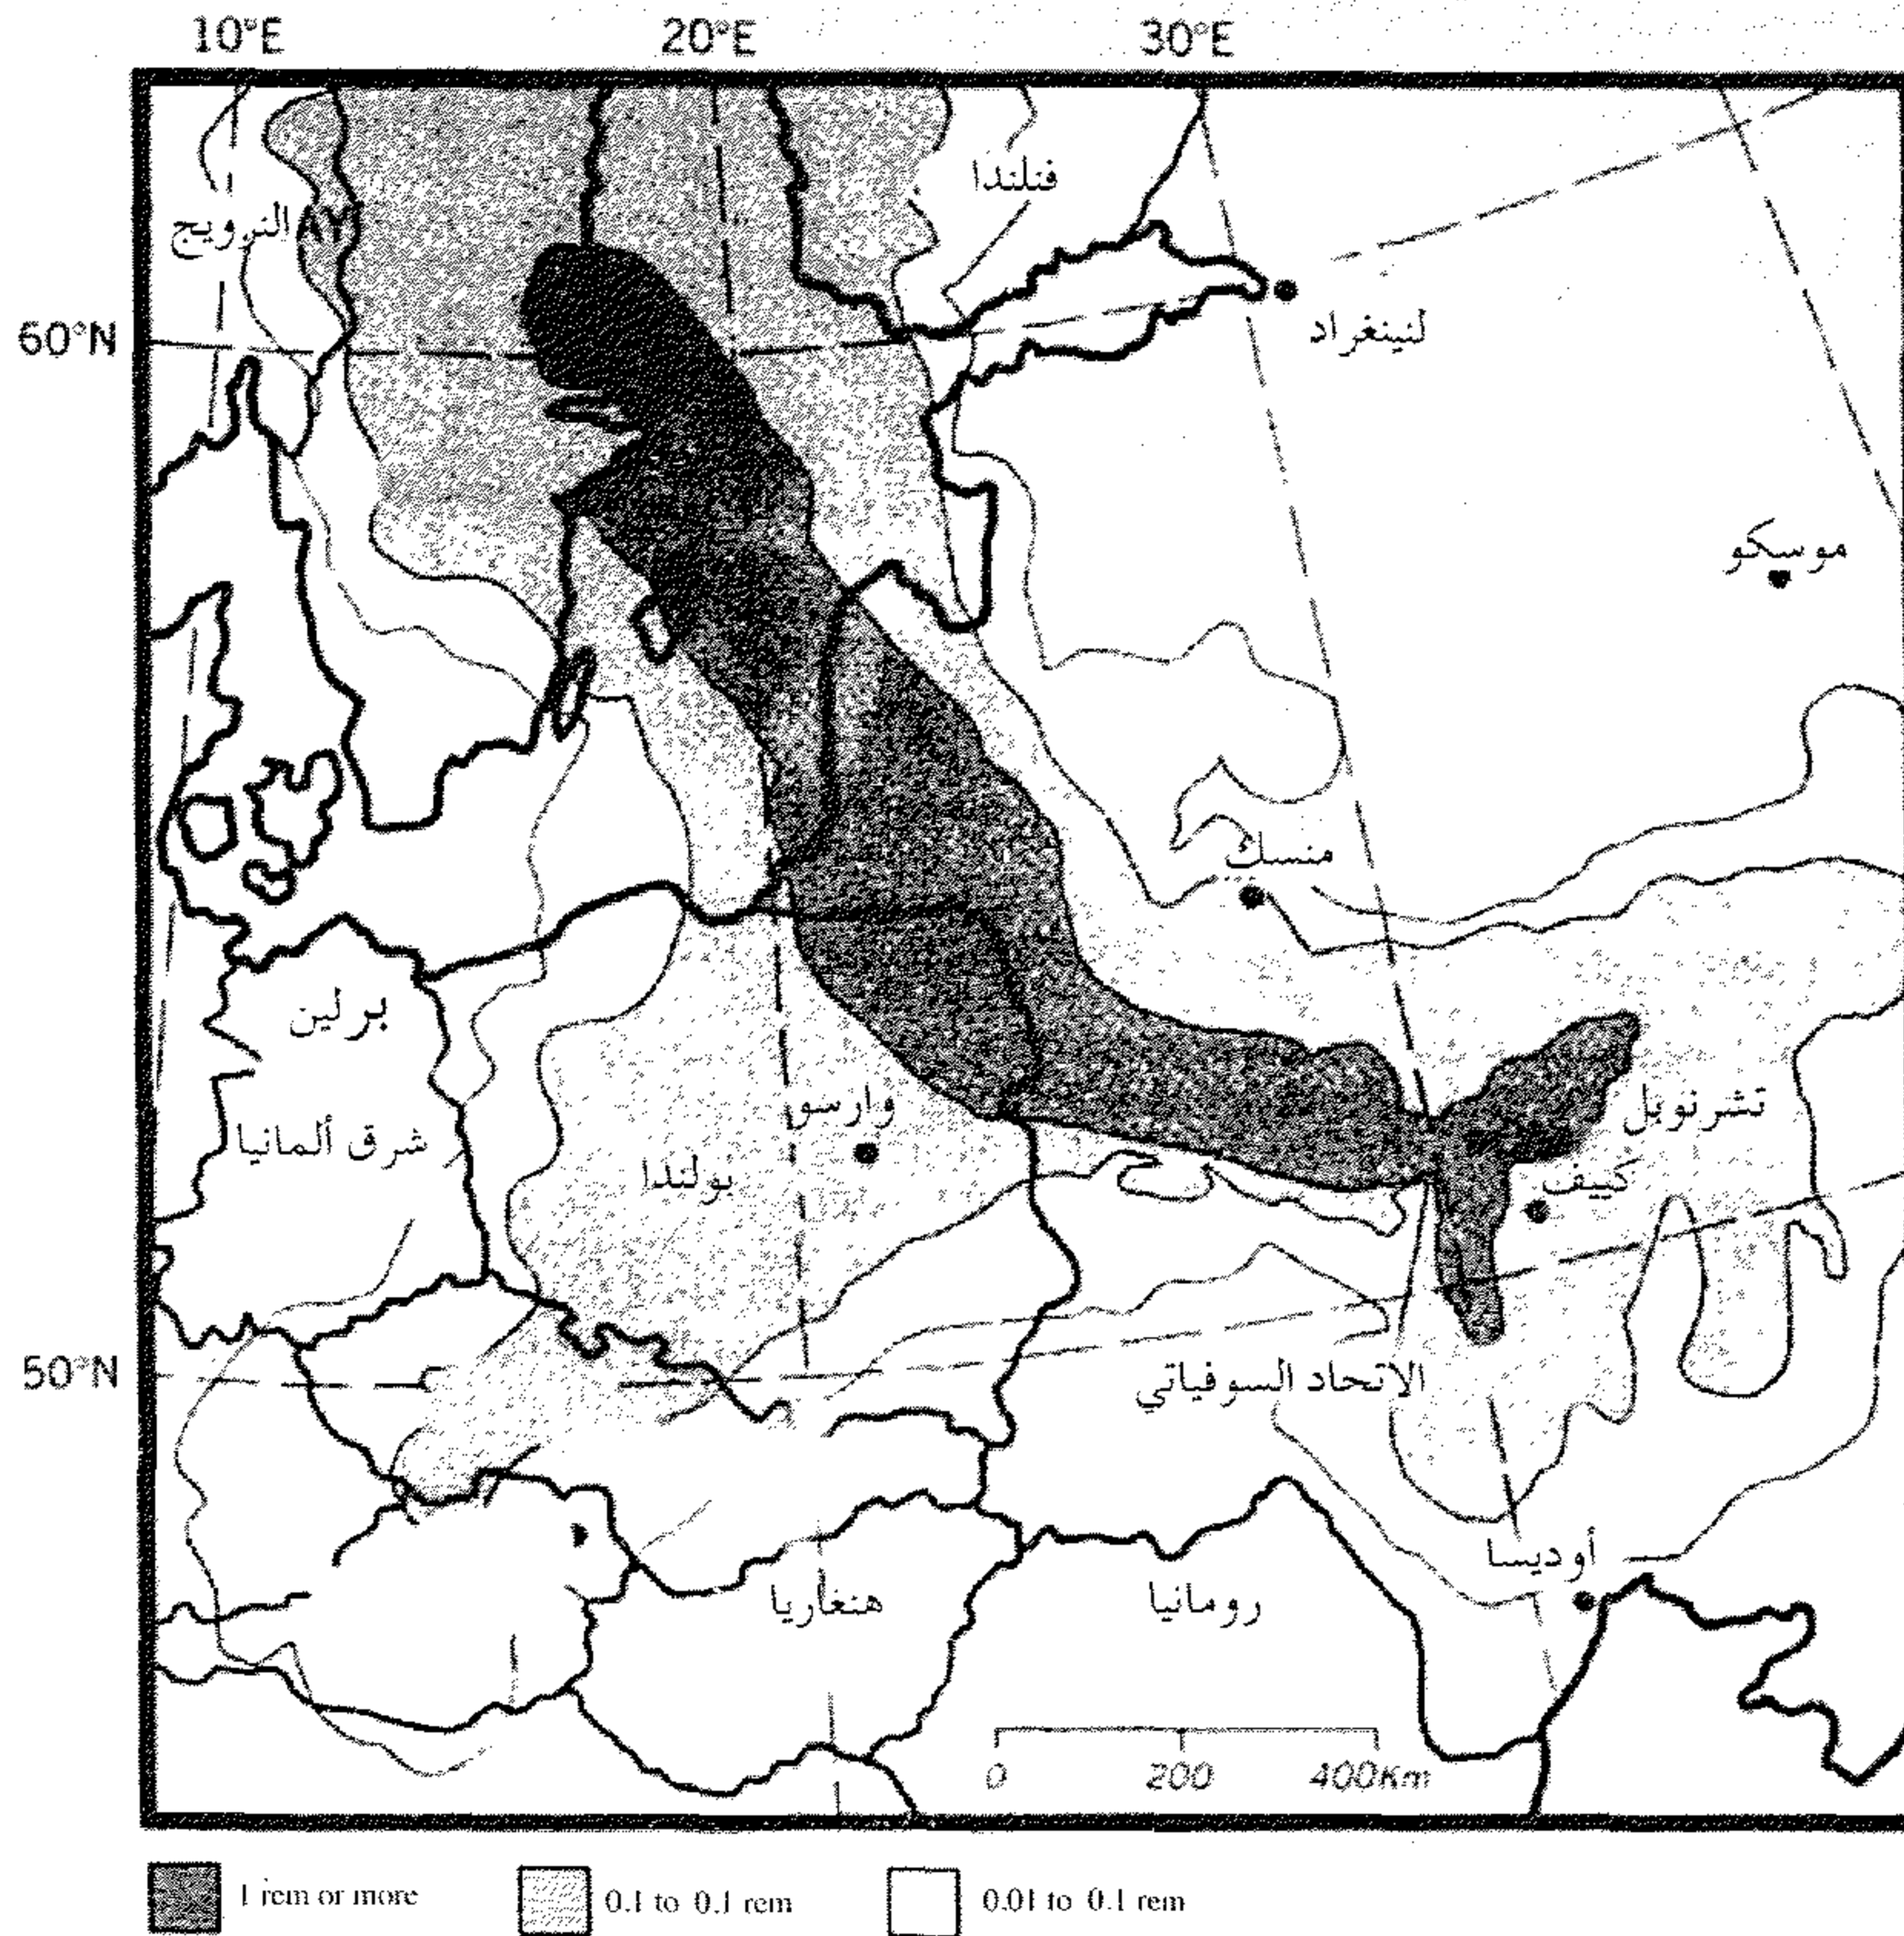 10°E 20°E 30°E
فنلندا
النرويج
60°N
لنينغراد
موسكو
منسك
برلين
وارسو
تشرنوبل
شرق ألمانيا
بولندا
كييف
50°N
الاتحاد السوفياتي
أوديسا
هنغاريا
رومانيا
0 200 400Km
1 rem or more
0.1 to 0.1 rem
0.01 to 0.1 rem